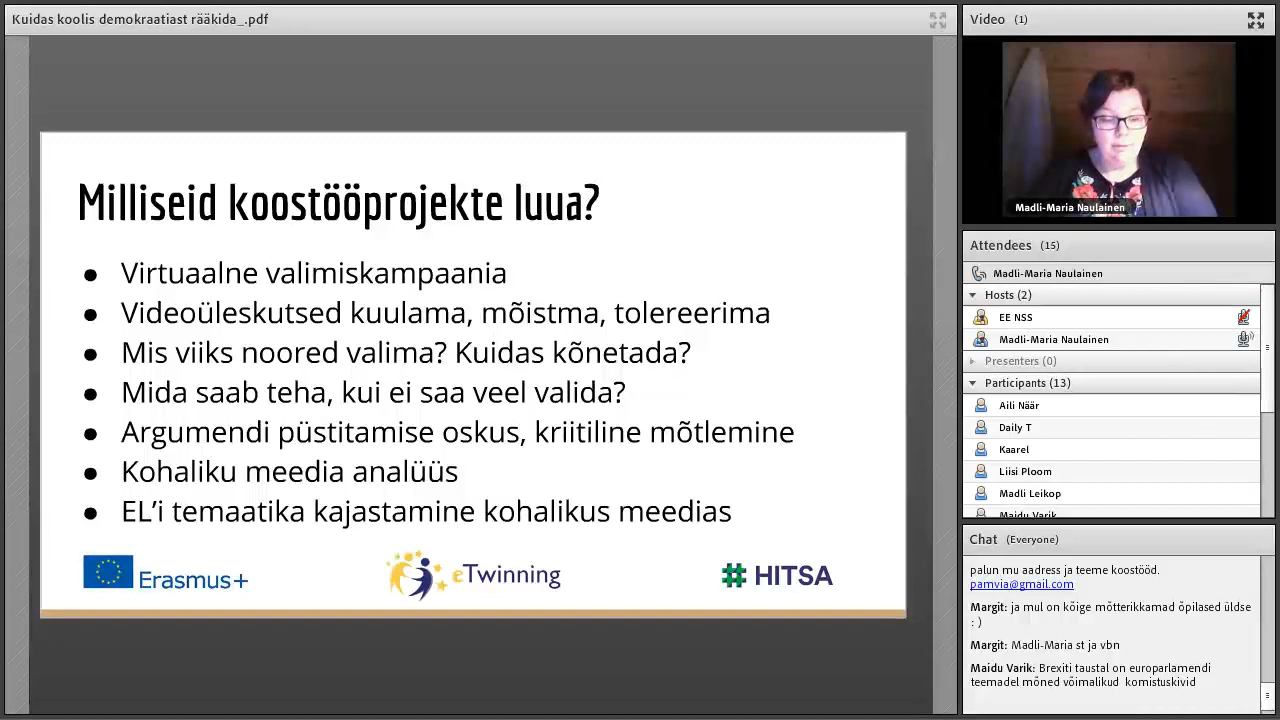 Kuidas koolis demokraatiast rääkida_.pdf
Milliseid koostööprojekte luua?
● Virtuaalne valimiskampaania
● Videoüleskutsed kuulama, mõistma, tolereerima
● Mis viiks noored valima? Kuidas kõnetada?
● Mida saab teha, kui ei saa veel valida?
● Argumendi püstitamise oskus, kriitiline mõtlemine
● Kohaliku meedia analüüs
● EL’i temaatika kajastamine kohalikus meedias
Erasmus+
eTwinning
# HITSA
Video (1)
Madli-Maria Naulainen
Attendees (15)
Madli-Maria Naulainen
Hosts (2)
EE NSS
Madli-Maria Naulainen
Presenters (0)
Participants (13)
Aili Näär
Daily T
Kaarel
Liisi Ploom
Madli Leikop
Maidu Varik
Chat (Everyone)
palun mu aadress ja teeme koostööd.
pamvia@gmail.com
Margit: ja mul on kõige mõtterikkamad õpilased üldse
: )
Margit: Madli-Maria st ja vbn
Maidu Varik: Brexiti taustal on europarlamendi
teemadel mõned võimalikud komistuskivid